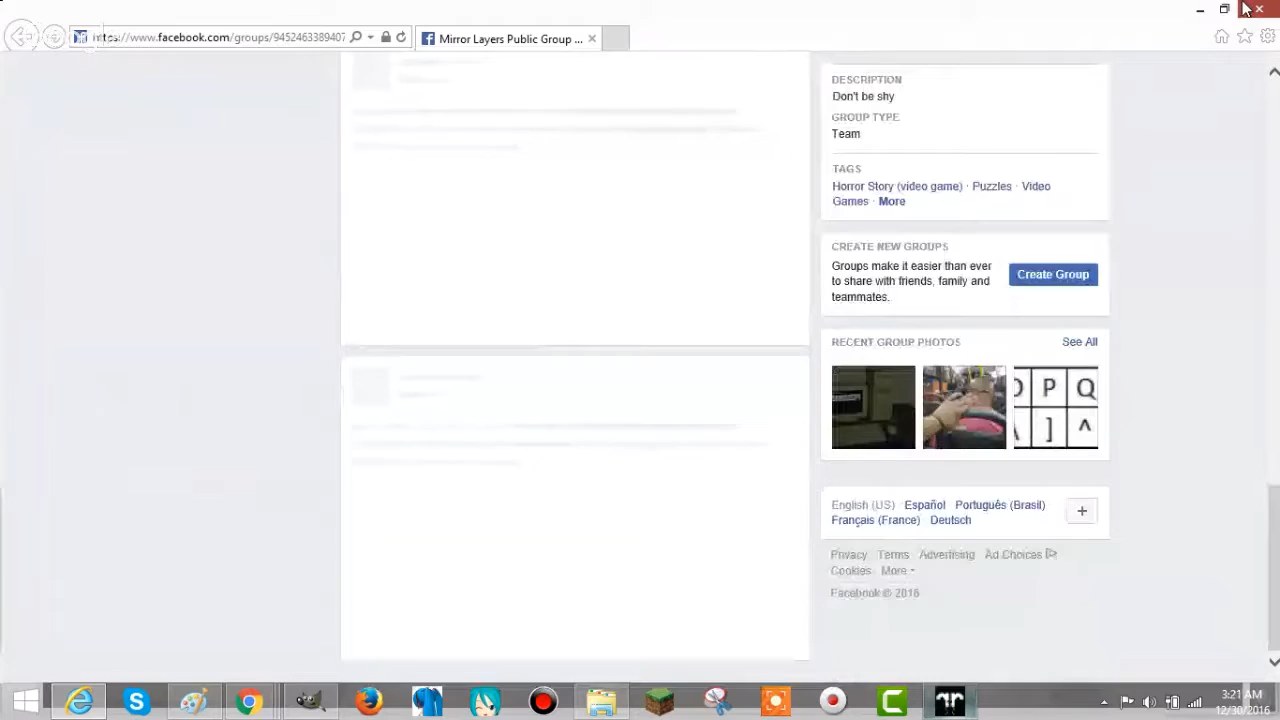 https://www.facebook.com/groups/9452463389407
Mirror Layers Public Group ...
DESCRIPTION
Don't be shy
GROUP TYPE
Team
TAGS
Horror Story (video game) · Puzzles · Video
Games · More
CREATE NEW GROUPS
Groups make it easier than ever
to share with friends, family and
teammates.
Create Group
RECENT GROUP PHOTOS
See All
P Q
] ^
English (US) Español Português (Brasil)
Français (France) Deutsch
Privacy Terms Advertising Ad Choices
Cookies More
Facebook © 2016
3:21 AM
12/30/2016